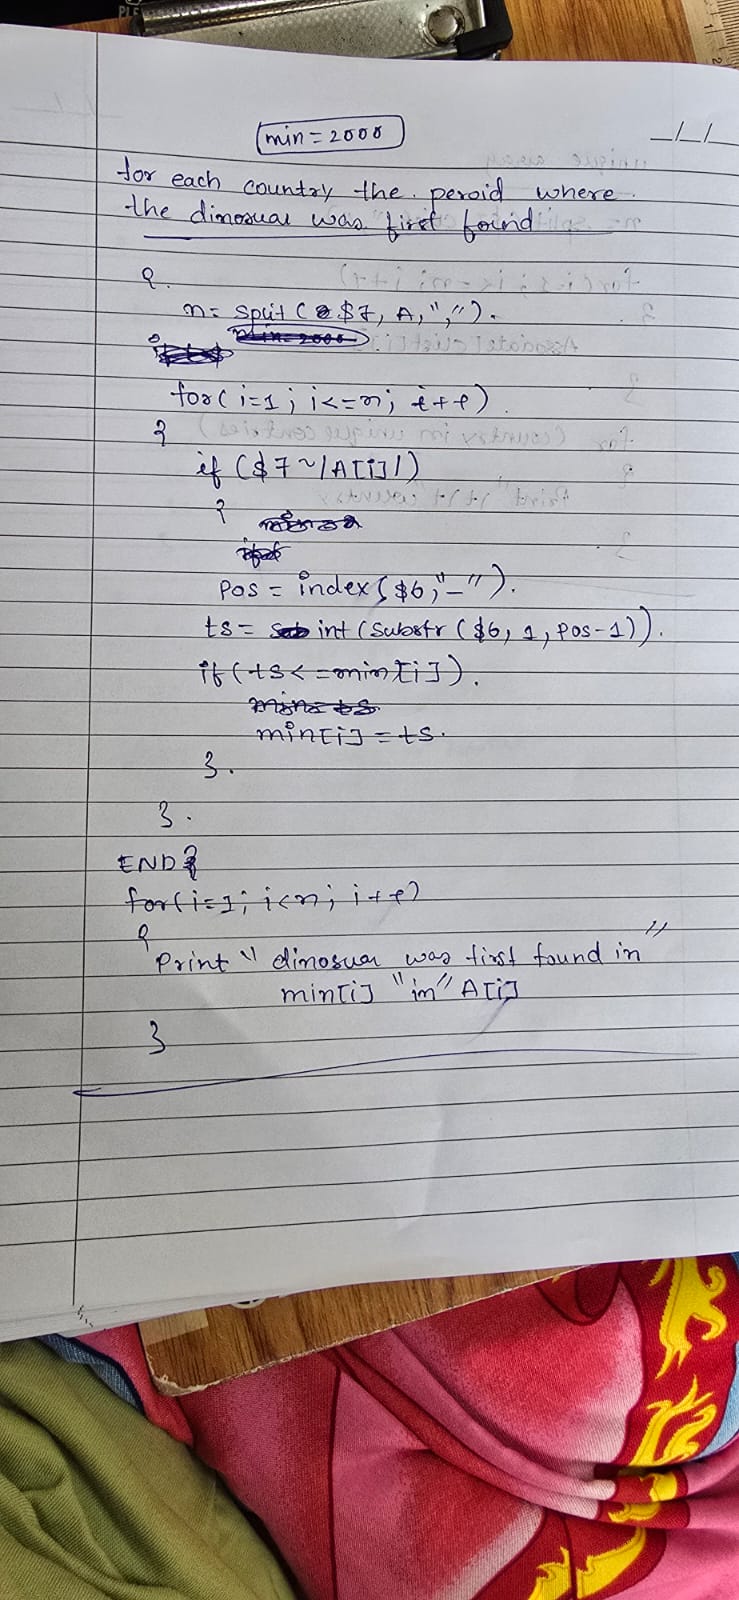 min = 2000
for each country the peroid where
the dinosuar was first found
{
n = split ( $7, A, ",").
for( i=1 ; i<=n; i++)
{
if ($7 ~ /A[i]/)
{
pos = index($6,"-").
ts = int (substr ($6, 1, pos-1)).
if (ts <= min[i]).
min[i] = ts.
}.
}.
END{
for(i=1; i<n; i++)
{
Print " dinosuar was first found in"
min[i] "in" A[i]
}